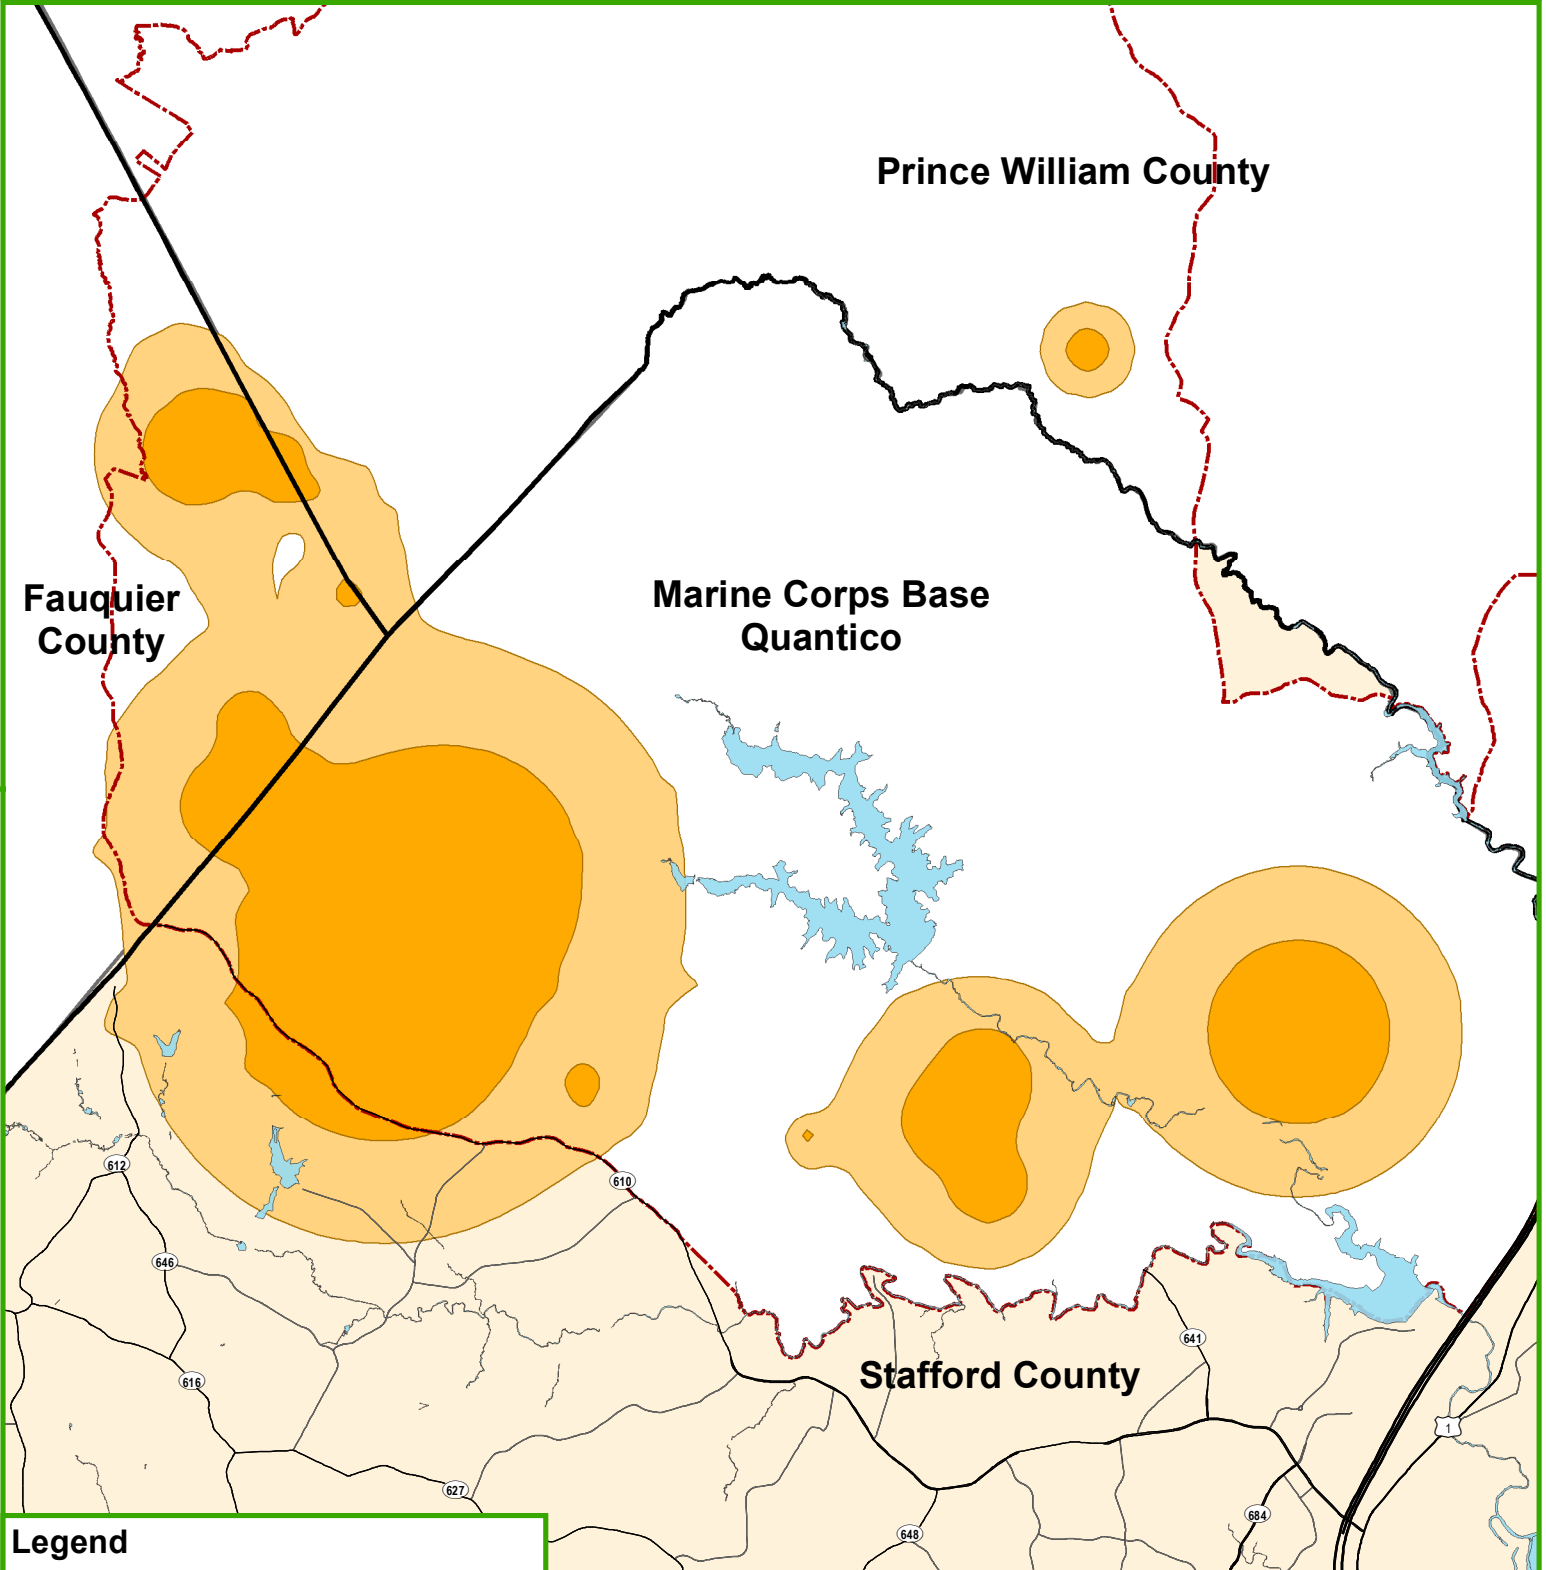 Prince William County
Fauquier
County
Marine Corps Base
Quantico
612
610
646
641
Stafford County
616
1
627
684
648
Legend